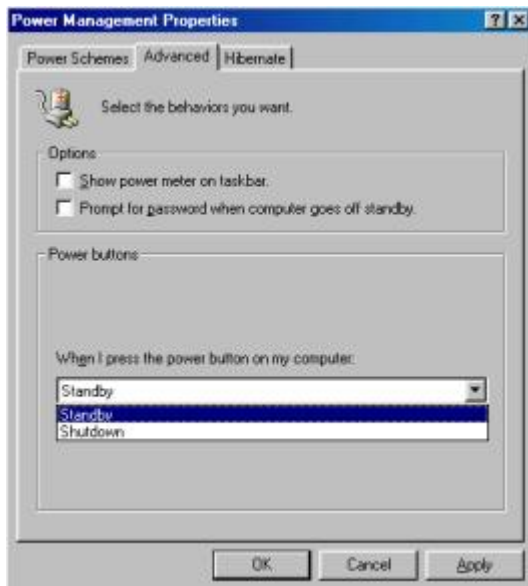 Power Management Properties
Power Schemes Advanced Hibernate
Select the behaviors you want.
Options
Show power meter on taskbar.
Prompt for password when computer goes off standby.
Power buttons
When I press the power button on my computer:
Standby
Standby
Shutdown
OK Cancel Apply